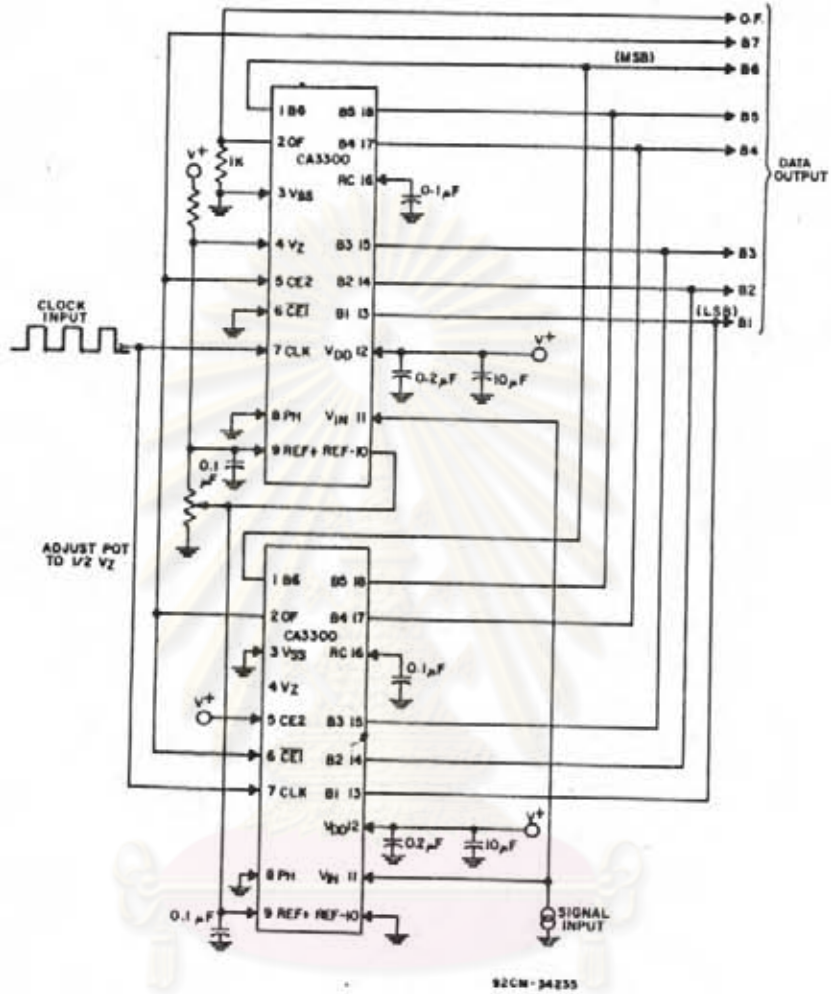 O.F.
B7
(MSB)
B6
1 B6
B5 18
B5
2 OF
B4 17
B4
CA3300
V+
1K
RC 16
0.1µF
DATA
OUTPUT
3 VSS
4 VZ
B3 15
B3
5 CE2
B2 14
B2
CLOCK
INPUT
6 CE1
B1 13
(LSB)
B1
7 CLK
VDD 12
V+
0.2µF
10µF
8 PH
VIN 11
9 REF+
REF-10
0.1
µF
ADJUST POT
TO 1/2 VZ
1 B6
B5 18
2 OF
B4 17
CA3300
3 VSS
RC 16
0.1µF
4 VZ
V+
5 CE2
B3 15
6 CE1
B2 14
7 CLK
B1 13
VDD12
V+
0.2µF
10µF
8 PH
VIN 11
0.1µF
9 REF+
REF-10
SIGNAL
INPUT
92CM-34235